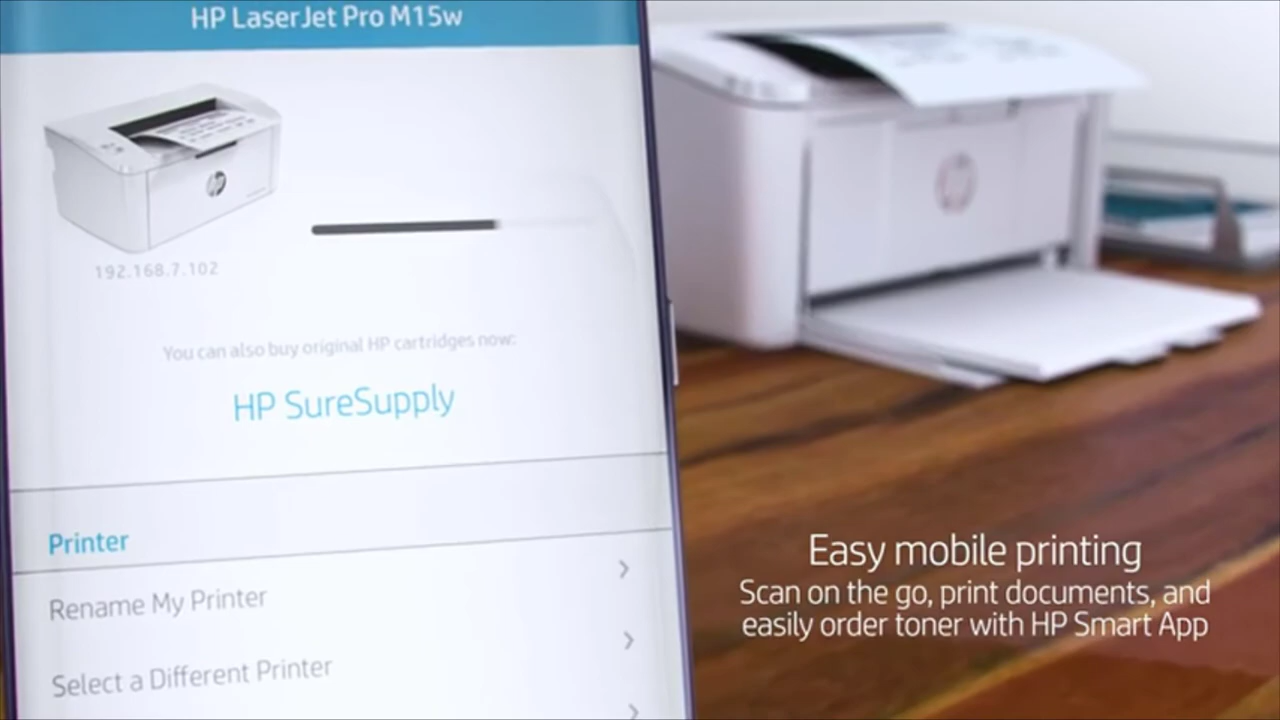 HP LaserJet Pro M15w
192.168.7.102
You can also buy original HP cartridges now:
HP SureSupply
Printer
Rename My Printer
Select a Different Printer
Easy mobile printing
Scan on the go, print documents, and
easily order toner with HP Smart App